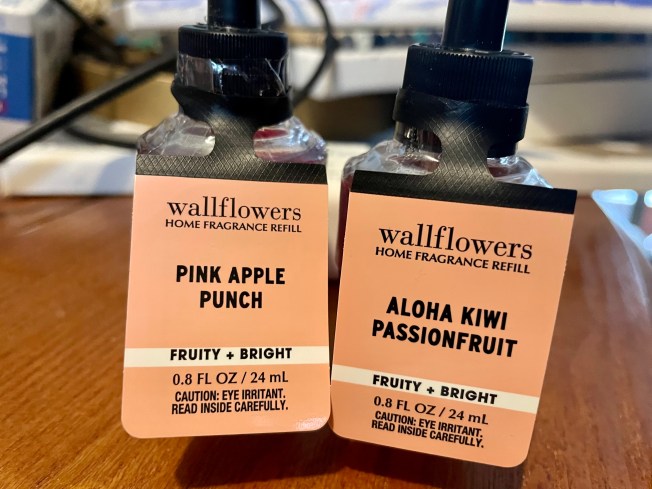 wallflowers
HOME FRAGRANCE REFILL
PINK APPLE
PUNCH
FRUITY + BRIGHT
0.8 FL OZ / 24 mL
CAUTION: EYE IRRITANT.
READ INSIDE CAREFULLY.
wallflowers
HOME FRAGRANCE REFILL
ALOHA KIWI
PASSIONFRUIT
FRUITY + BRIGHT
0.8 FL OZ / 24 mL
CAUTION: EYE IRRITANT.
READ INSIDE CAREFULLY.